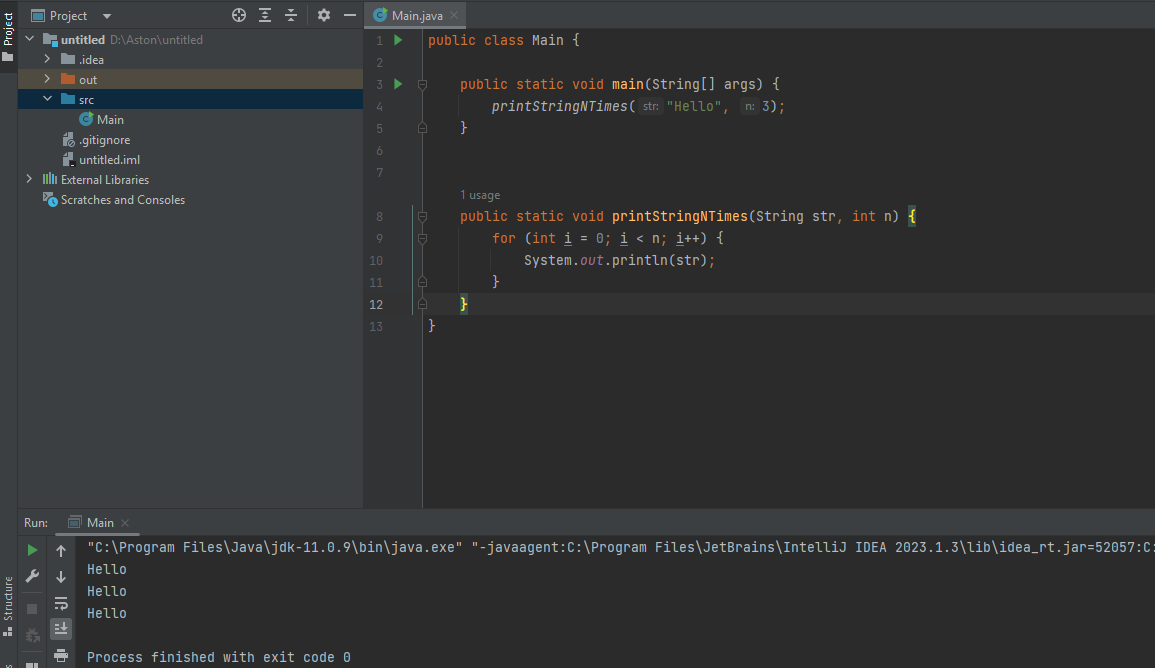 Project
Project
Main.java
untitled D:\Aston\untitled
.idea
out
src
Main
.gitignore
untitled.iml
External Libraries
Scratches and Consoles
1 public class Main {
2
3 public static void main(String[] args) {
4 printStringNTimes( str: "Hello", n: 3);
5 }
6
7
1 usage
8 public static void printStringNTimes(String str, int n) {
9 for (int i = 0; i < n; i++) {
10 System.out.println(str);
11 }
12 }
13 }
Run: Main
"C:\Program Files\Java\jdk-11.0.9\bin\java.exe" "-javaagent:C:\Program Files\JetBrains\IntelliJ IDEA 2023.1.3\lib\idea_rt.jar=52057:C:
Hello
Hello
Hello
Process finished with exit code 0
Structure